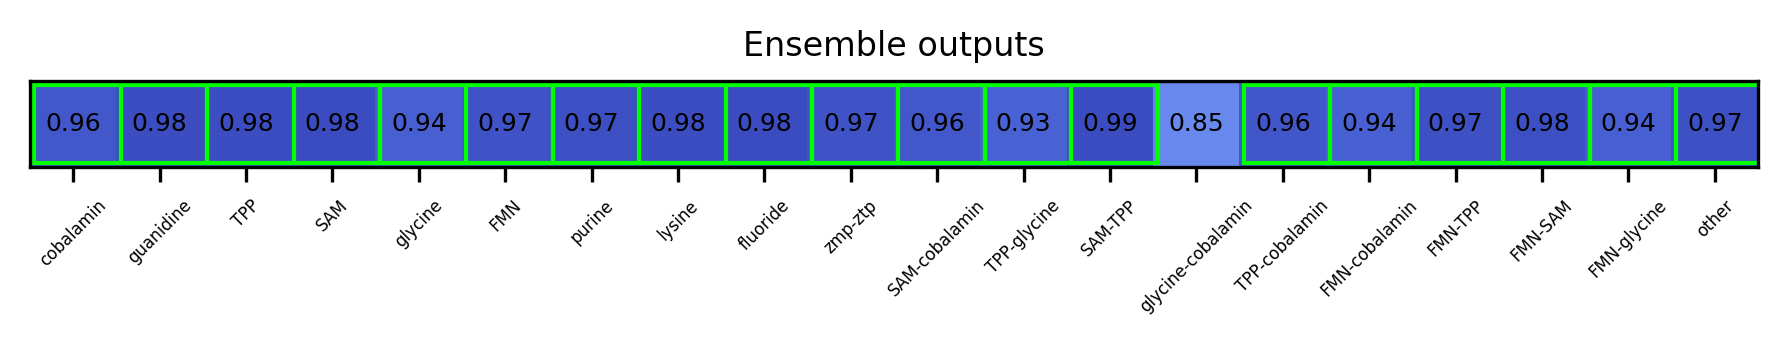 Ensemble outputs
0.96 0.98 0.98 0.98 0.94 0.97 0.97 0.98 0.98 0.97 0.96 0.93 0.99 0.85 0.96 0.94 0.97 0.98 0.94 0.97
cobalamin guanidine TPP SAM glycine FMN purine lysine fluoride zmp-ztp SAM-cobalamin TPP-glycine SAM-TPP glycine-cobalamin TPP-cobalamin FMN-cobalamin FMN-TPP FMN-SAM FMN-glycine other